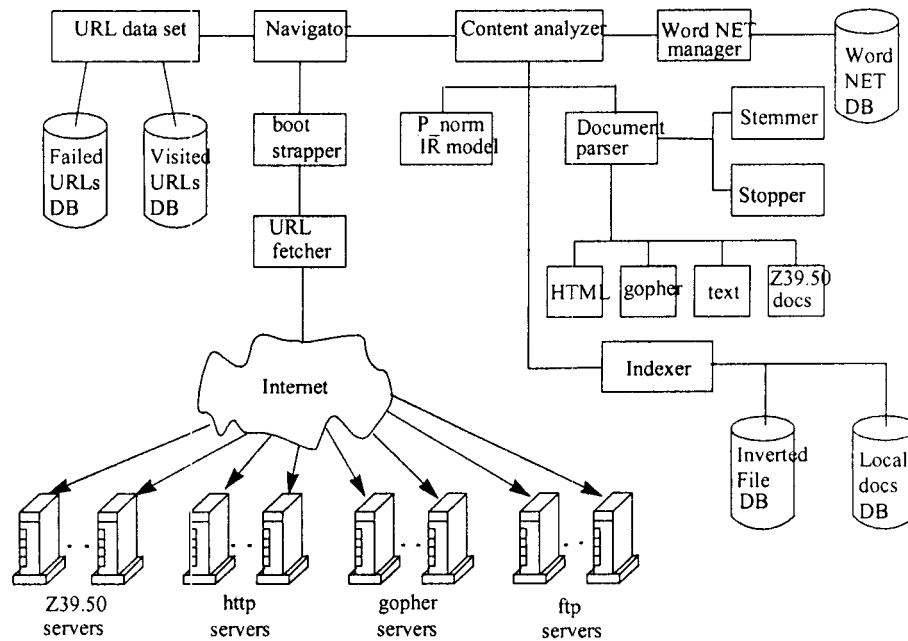 URL data set
Navigator
Content analyzer
Word NET
manager
Word
NET
DB
Failed
URLs
DB
Visited
URLs
DB
boot
strapper
P_norm
IR model
Document
parser
Stemmer
Stopper
URL
fetcher
HTML
gopher
text
Z39.50
docs
Internet
Indexer
Inverted
File
DB
Local
docs
DB
Z39.50
servers
http
servers
gopher
servers
ftp
servers